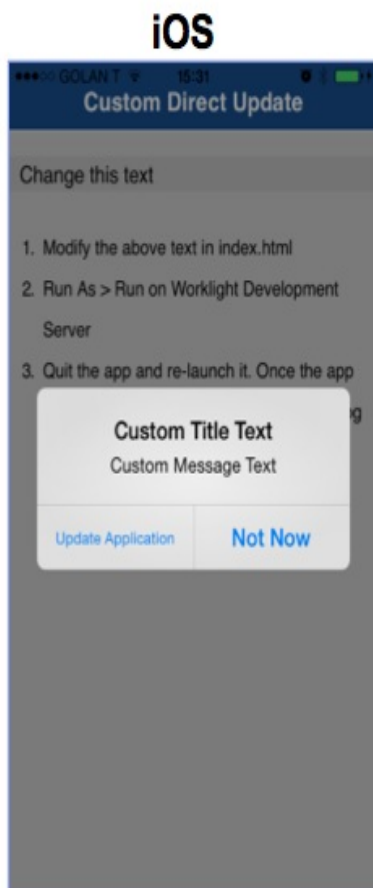 iOS
GOLAN T 15:31
Custom Direct Update
Change this text
1. Modify the above text in index.html
2. Run As > Run on Worklight Development
Server
3. Quit the app and re-launch it. Once the app
Custom Title Text
Custom Message Text
Update Application Not Now